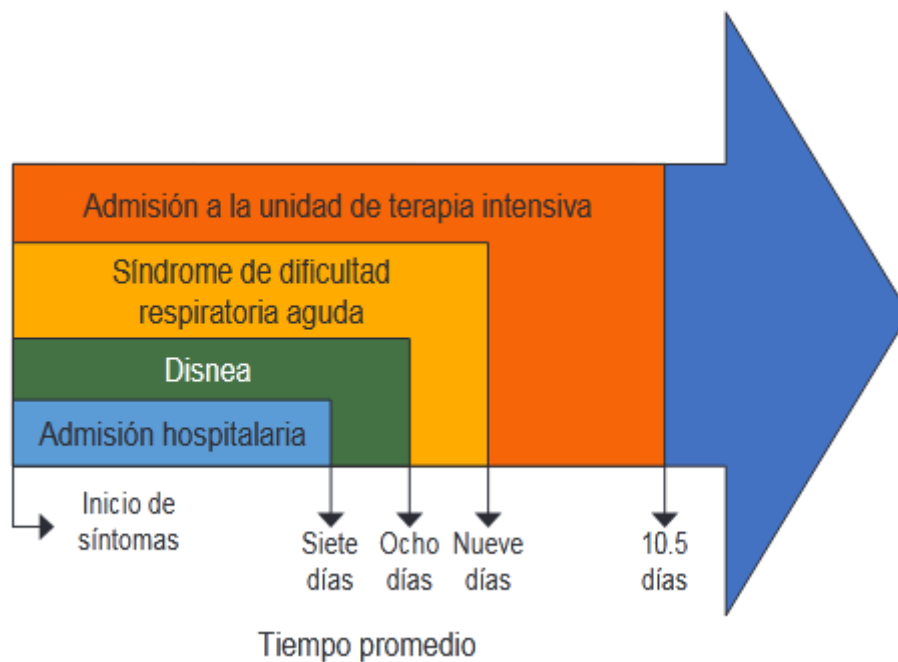 Admisión a la unidad de terapia intensiva
Síndrome de dificultad
respiratoria aguda
Disnea
Admisión hospitalaria
Inicio de
síntomas
Siete
días
Ocho
días
Nueve
días
10.5
días
Tiempo promedio